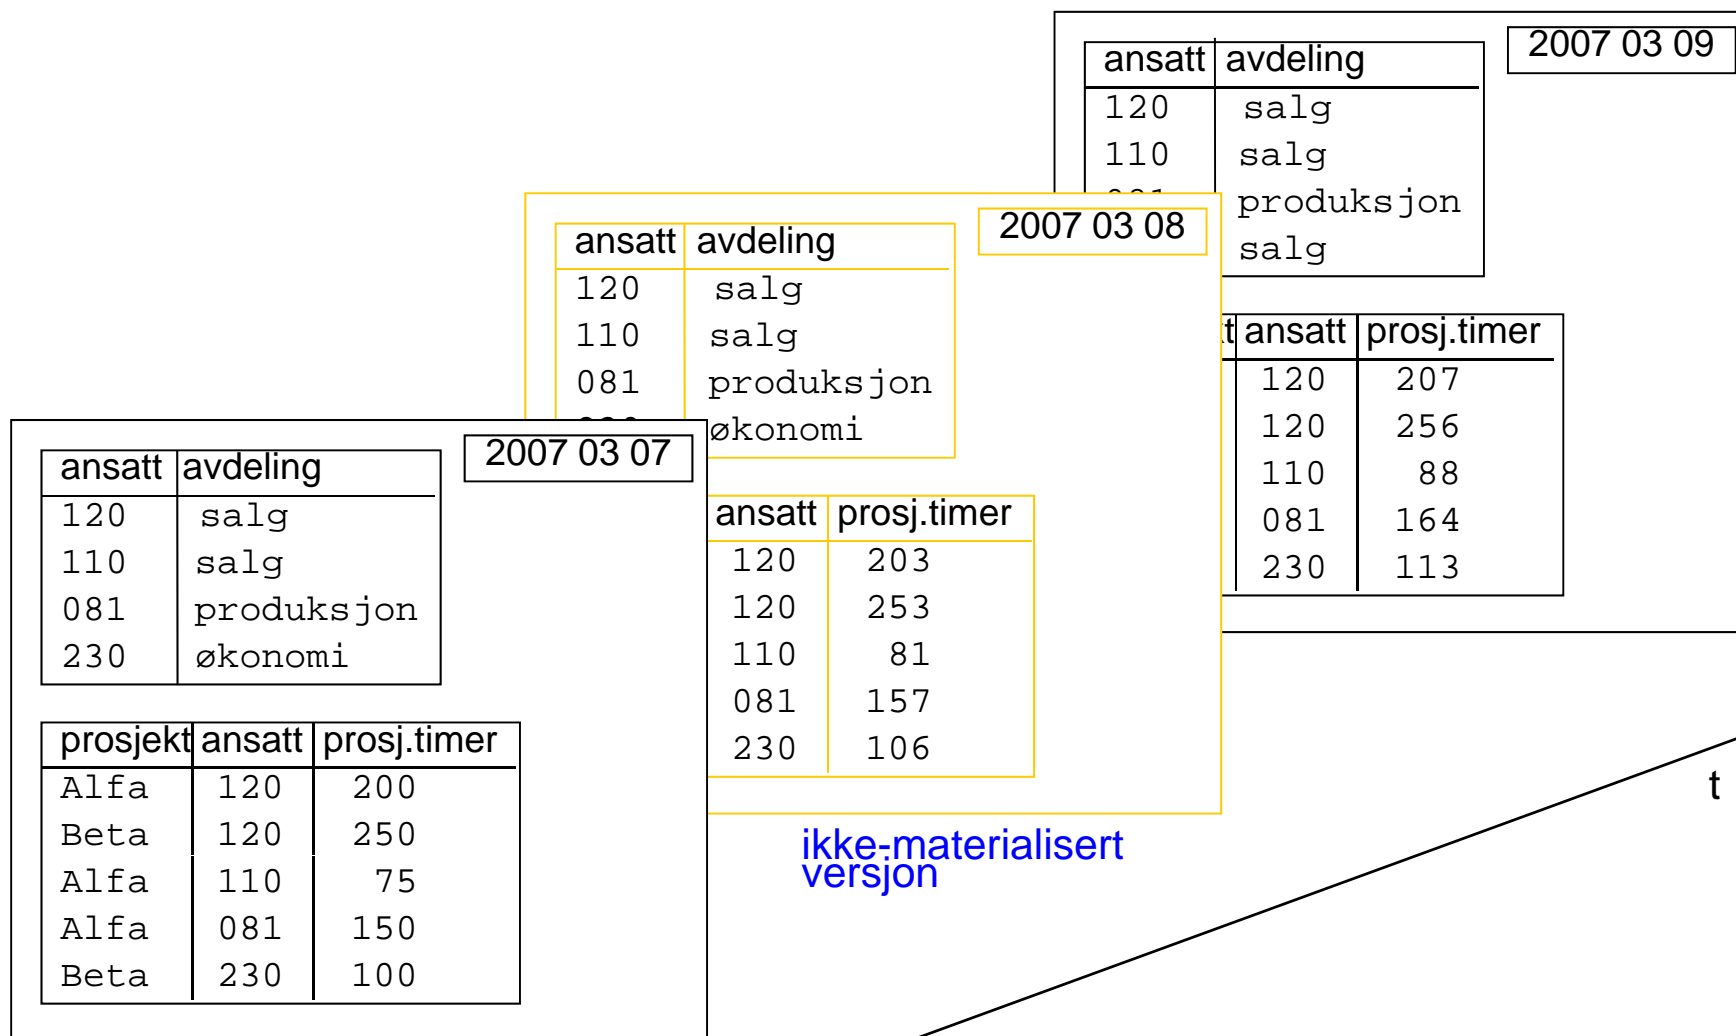 2007 03 07
ansatt avdeling
120 salg
110 salg
081 produksjon
230 økonomi
prosjekt ansatt prosj.timer
Alfa 120 200
Beta 120 250
Alfa 110 75
Alfa 081 150
Beta 230 100
2007 03 08
ansatt avdeling
120 salg
110 salg
081 produksjon
økonomi
ansatt prosj.timer
120 203
120 253
110 81
081 157
230 106
ikke-materialisert
versjon
2007 03 09
ansatt avdeling
120 salg
110 salg
produksjon
salg
t ansatt prosj.timer
120 207
120 256
110 88
081 164
230 113
t